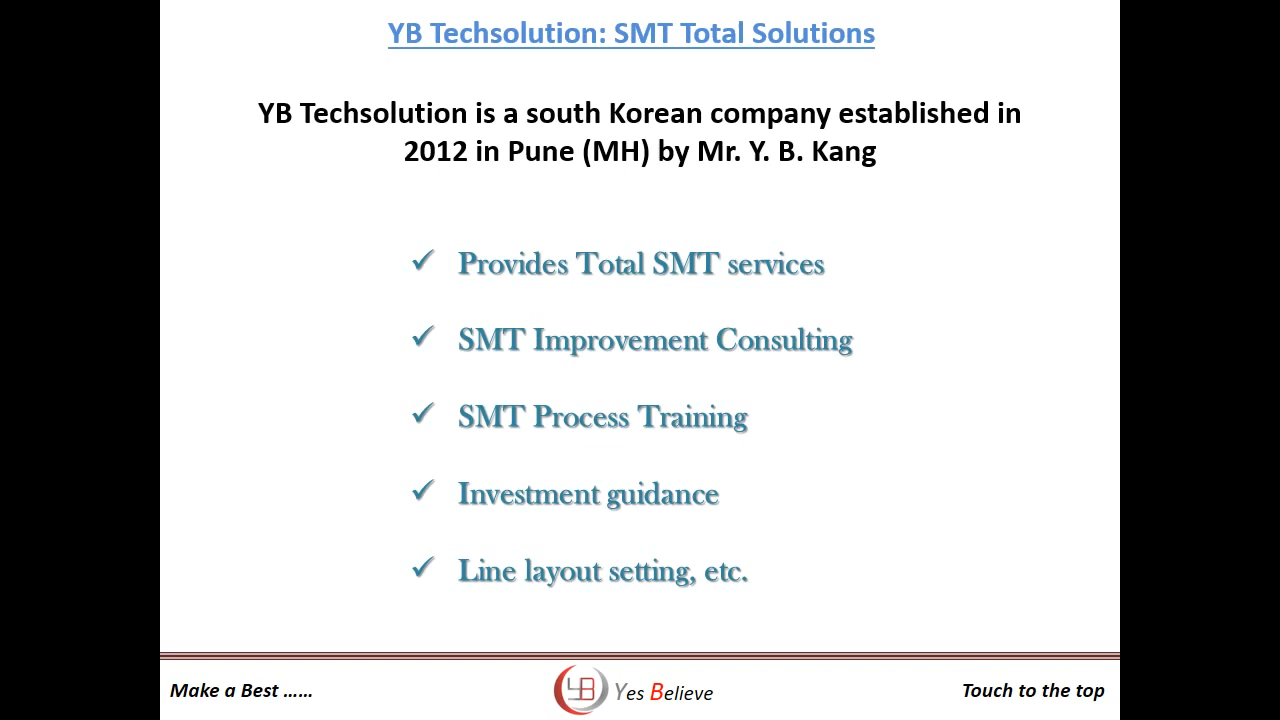 YB Techsolution: SMT Total Solutions
YB Techsolution is a south Korean company established in
2012 in Pune (MH) by Mr. Y. B. Kang
✓ Provides Total SMT services
✓ SMT Improvement Consulting
✓ SMT Process Training
✓ Investment guidance
✓ Line layout setting, etc.
Make a Best ......
YB Yes Believe
Touch to the top